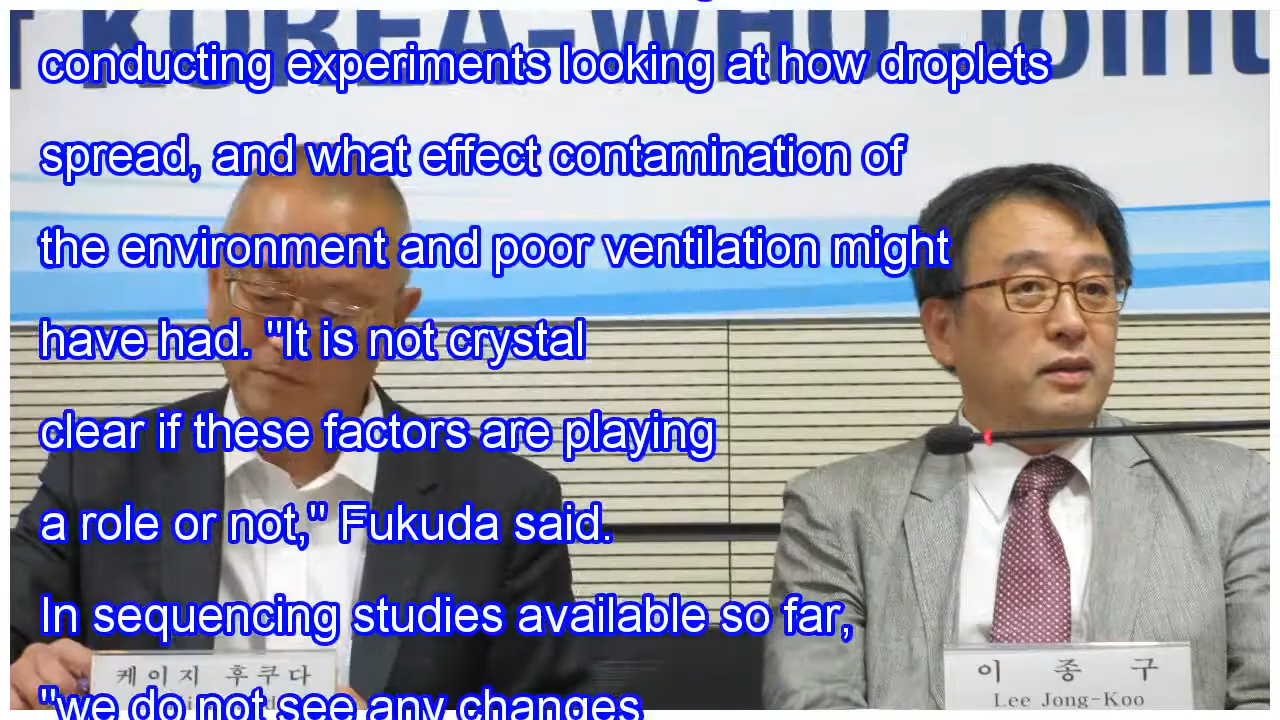 KOREA-WHO Joint
conducting experiments looking at how droplets
spread, and what effect contamination of
the environment and poor ventilation might
have had. "It is not crystal
clear if these factors are playing
a role or not," Fukuda said.
In sequencing studies available so far,
"we do not see any changes
케이지 후쿠다
이 종 구
Lee Jong-Koo